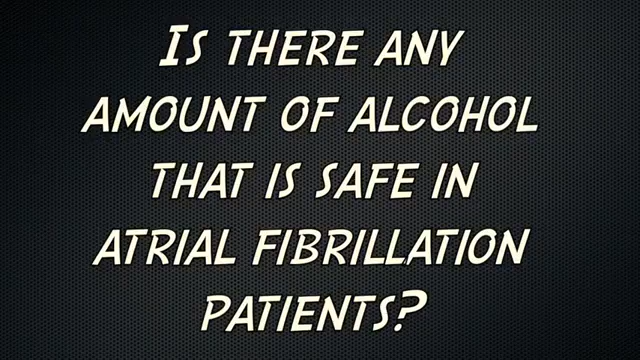 Is there any
amount of alcohol
that is safe in
atrial fibrillation
patients?